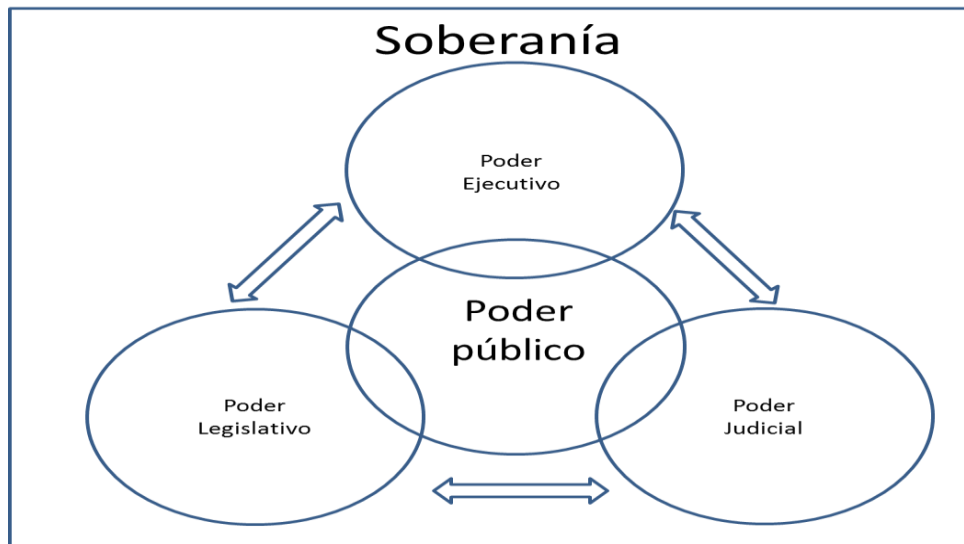 Soberanía
Poder
Ejecutivo
Poder
público
Poder
Legislativo
Poder
Judicial